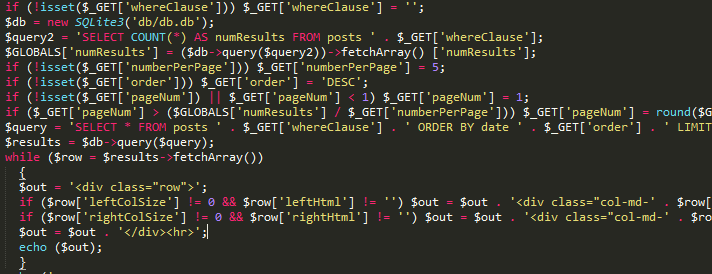 if (!isset($_GET['whereClause'])) $_GET['whereClause'] = '';
$db = new SQLite3('db/db.db');
$query2 = 'SELECT COUNT(*) AS numResults FROM posts ' . $_GET['whereClause'];
$GLOBALS['numResults'] = ($db->query($query2))->fetchArray() ['numResults'];
if (!isset($_GET['numberPerPage'])) $_GET['numberPerPage'] = 5;
if (!isset($_GET['order'])) $_GET['order'] = 'DESC';
if (!isset($_GET['pageNum']) || $_GET['pageNum'] < 1) $_GET['pageNum'] = 1;
if ($_GET['pageNum'] > ($GLOBALS['numResults'] / $_GET['numberPerPage'])) $_GET['pageNum'] = round($G
$query = 'SELECT * FROM posts ' . $_GET['whereClause'] . ' ORDER BY date ' . $_GET['order'] . ' LIMIT
$results = $db->query($query);
while ($row = $results->fetchArray())
{
$out = '<div class="row">';
if ($row['leftColSize'] != 0 && $row['leftHtml'] != '') $out = $out . '<div class="col-md-' . $row[
if ($row['rightColSize'] != 0 && $row['rightHtml'] != '') $out = $out . '<div class="col-md-' . $ro
$out = $out . '</div><hr>';
echo ($out);
}